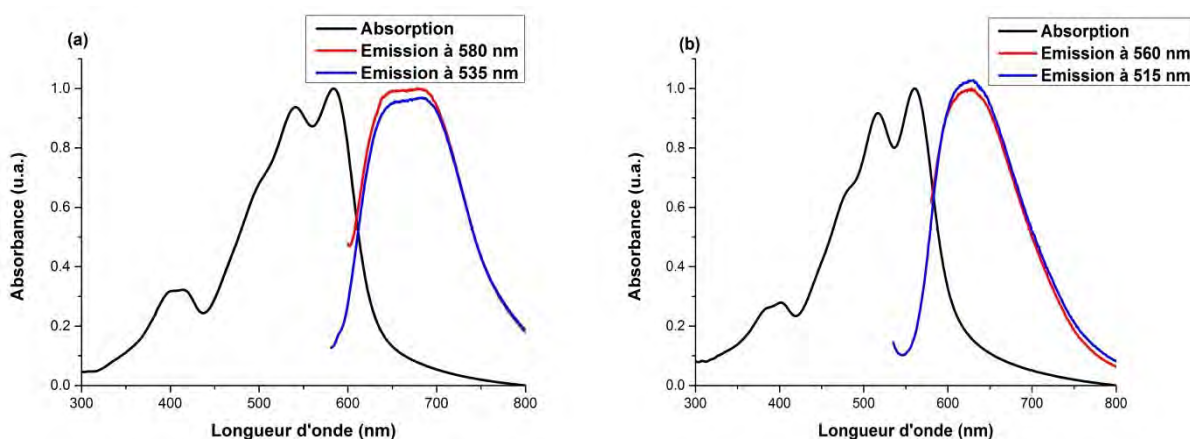 (a)
Absorption
Emission à 580 nm
Emission à 535 nm
Absorbance (u.a.)
1.0
0.8
0.6
0.4
0.2
0.0
300 400 500 600 700 800
Longueur d'onde (nm)
(b)
Absorption
Emission à 560 nm
Emission à 515 nm
Absorbance (u.a.)
1.0
0.8
0.6
0.4
0.2
0.0
300 400 500 600 700 800
Longueur d'onde (nm)